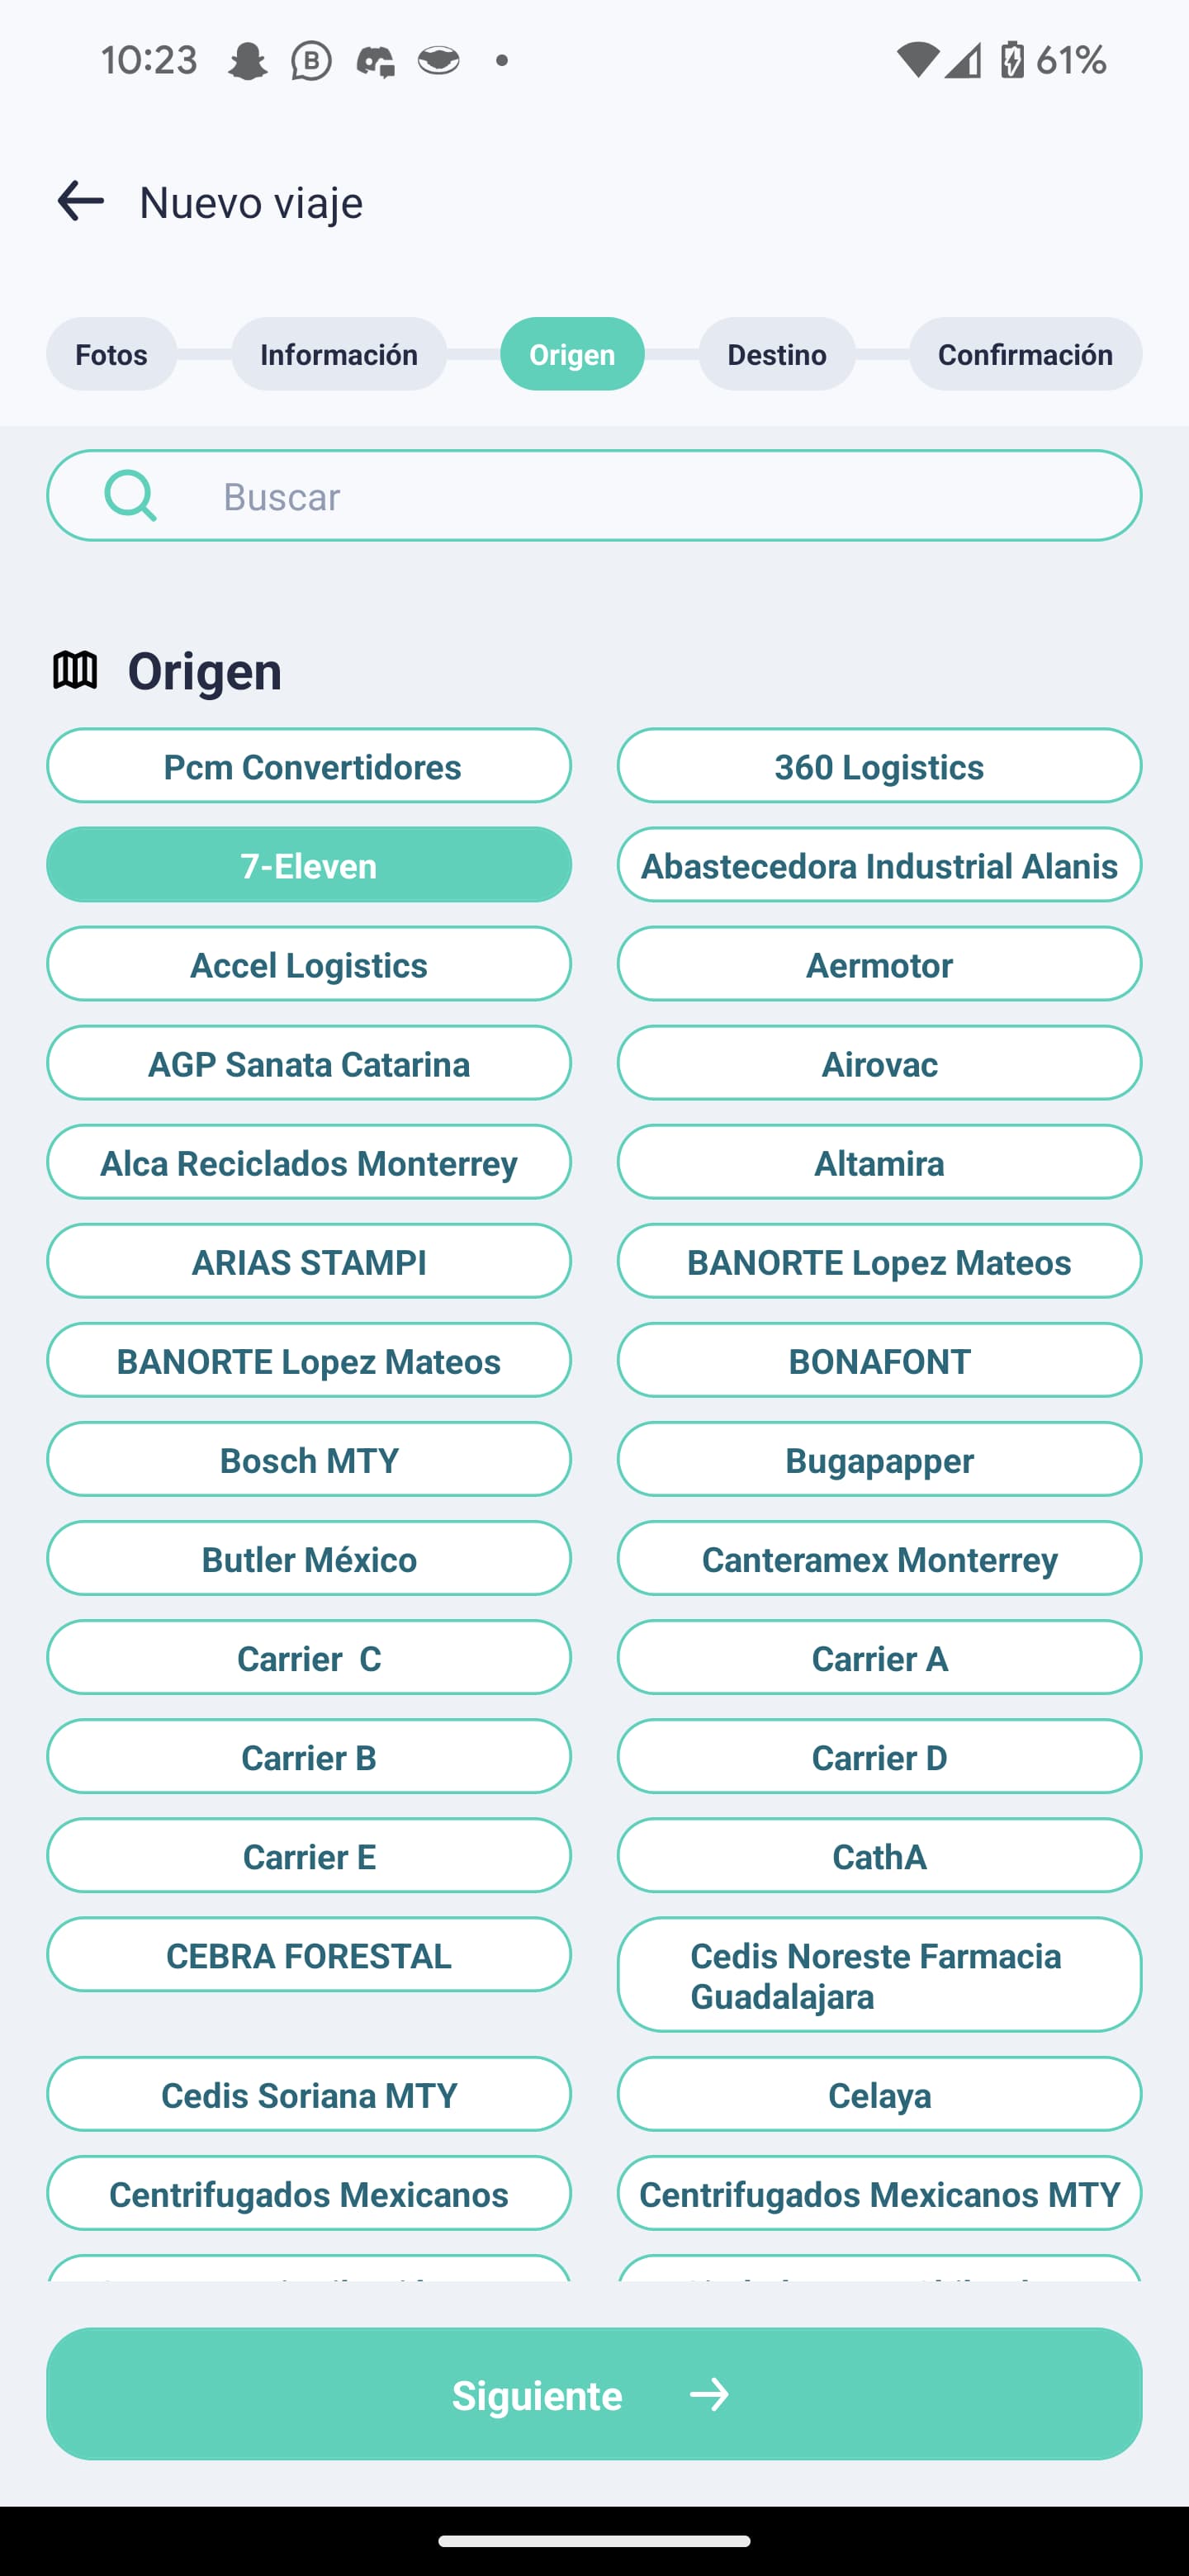 10:23
61%
Nuevo viaje
Fotos
Información
Origen
Destino
Confirmación
Buscar
Origen
Pcm Convertidores
360 Logistics
7-Eleven
Abastecedora Industrial Alanis
Accel Logistics
Aermotor
AGP Sanata Catarina
Airovac
Alca Reciclados Monterrey
Altamira
ARIAS STAMPI
BANORTE Lopez Mateos
BANORTE Lopez Mateos
BONAFONT
Bosch MTY
Bugapapper
Butler México
Canteramex Monterrey
Carrier  C
Carrier A
Carrier B
Carrier D
Carrier E
CathA
CEBRA FORESTAL
Cedis Noreste Farmacia
Guadalajara
Cedis Soriana MTY
Celaya
Centrifugados Mexicanos
Centrifugados Mexicanos MTY
Siguiente